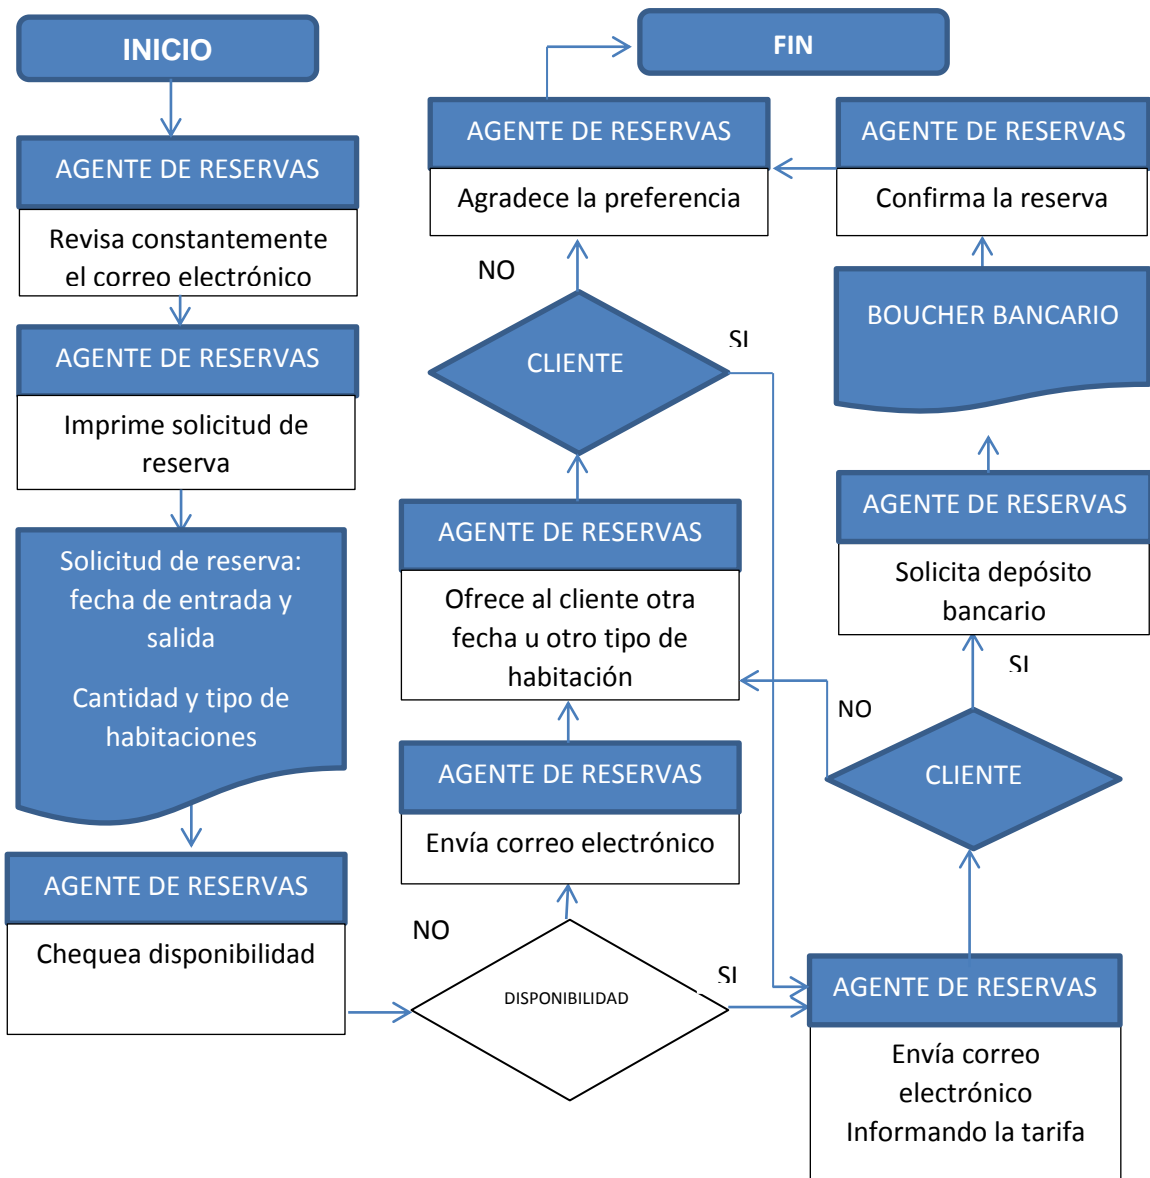 INICIO
AGENTE DE RESERVAS
Revisa constantemente
el correo electrónico
AGENTE DE RESERVAS
Imprime solicitud de
reserva
Solicitud de reserva:
fecha de entrada y
salida
Cantidad y tipo de
habitaciones
AGENTE DE RESERVAS
Chequea disponibilidad
DISPONIBILIDAD
NO
SI
AGENTE DE RESERVAS
Envía correo electrónico
AGENTE DE RESERVAS
Ofrece al cliente otra
fecha u otro tipo de
habitación
CLIENTE
NO
SI
AGENTE DE RESERVAS
Agradece la preferencia
FIN
AGENTE DE RESERVAS
Confirma la reserva
BOUCHER BANCARIO
AGENTE DE RESERVAS
Solicita depósito
bancario
SI
NO
CLIENTE
AGENTE DE RESERVAS
Envía correo
electrónico
Informando la tarifa